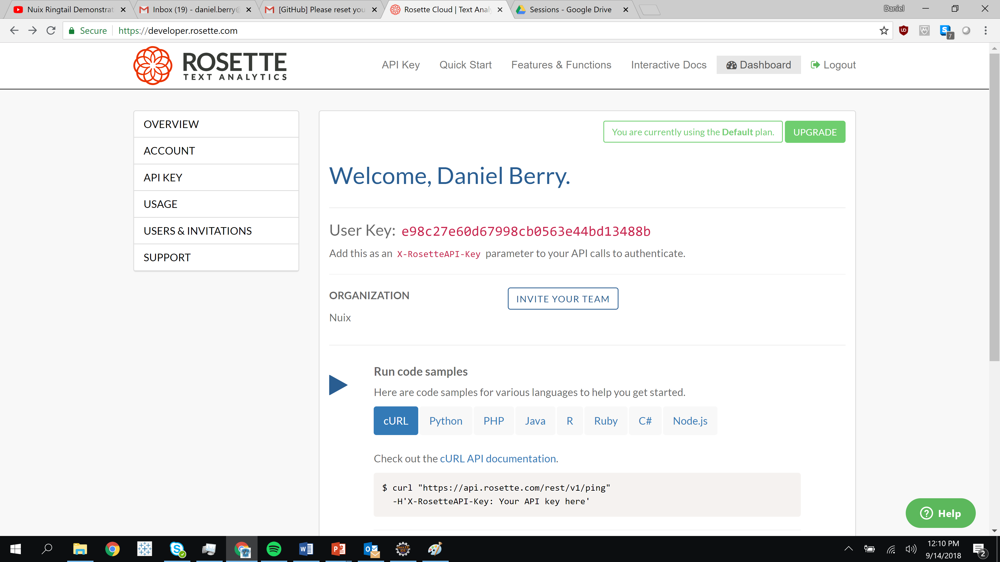 Nuix Ringtail Demonstrat
Inbox (19) - daniel.berry@
[GitHub] Please reset you
Rosette Cloud | Text Anal
Sessions - Google Drive
Daniel
Secure
https://developer.rosette.com
7
ROSETTE
TEXT ANALYTICS
API Key
Quick Start
Features & Functions
Interactive Docs
Dashboard
Logout
OVERVIEW
ACCOUNT
API KEY
USAGE
USERS & INVITATIONS
SUPPORT
You are currently using the Default plan.
UPGRADE
Welcome, Daniel Berry.
User Key: e98c27e60d67998cb0563e44bd13488b
Add this as an X-RosetteAPI-Key parameter to your API calls to authenticate.
ORGANIZATION
INVITE YOUR TEAM
Nuix
Run code samples
Here are code samples for various languages to help you get started.
cURL
Python
PHP
Java
R
Ruby
C#
Node.js
Check out the cURL API documentation.
$ curl "https://api.rosette.com/rest/v1/ping"
-H'X-RosetteAPI-Key: Your API key here'
? Help
12:10 PM
9/14/2018
2